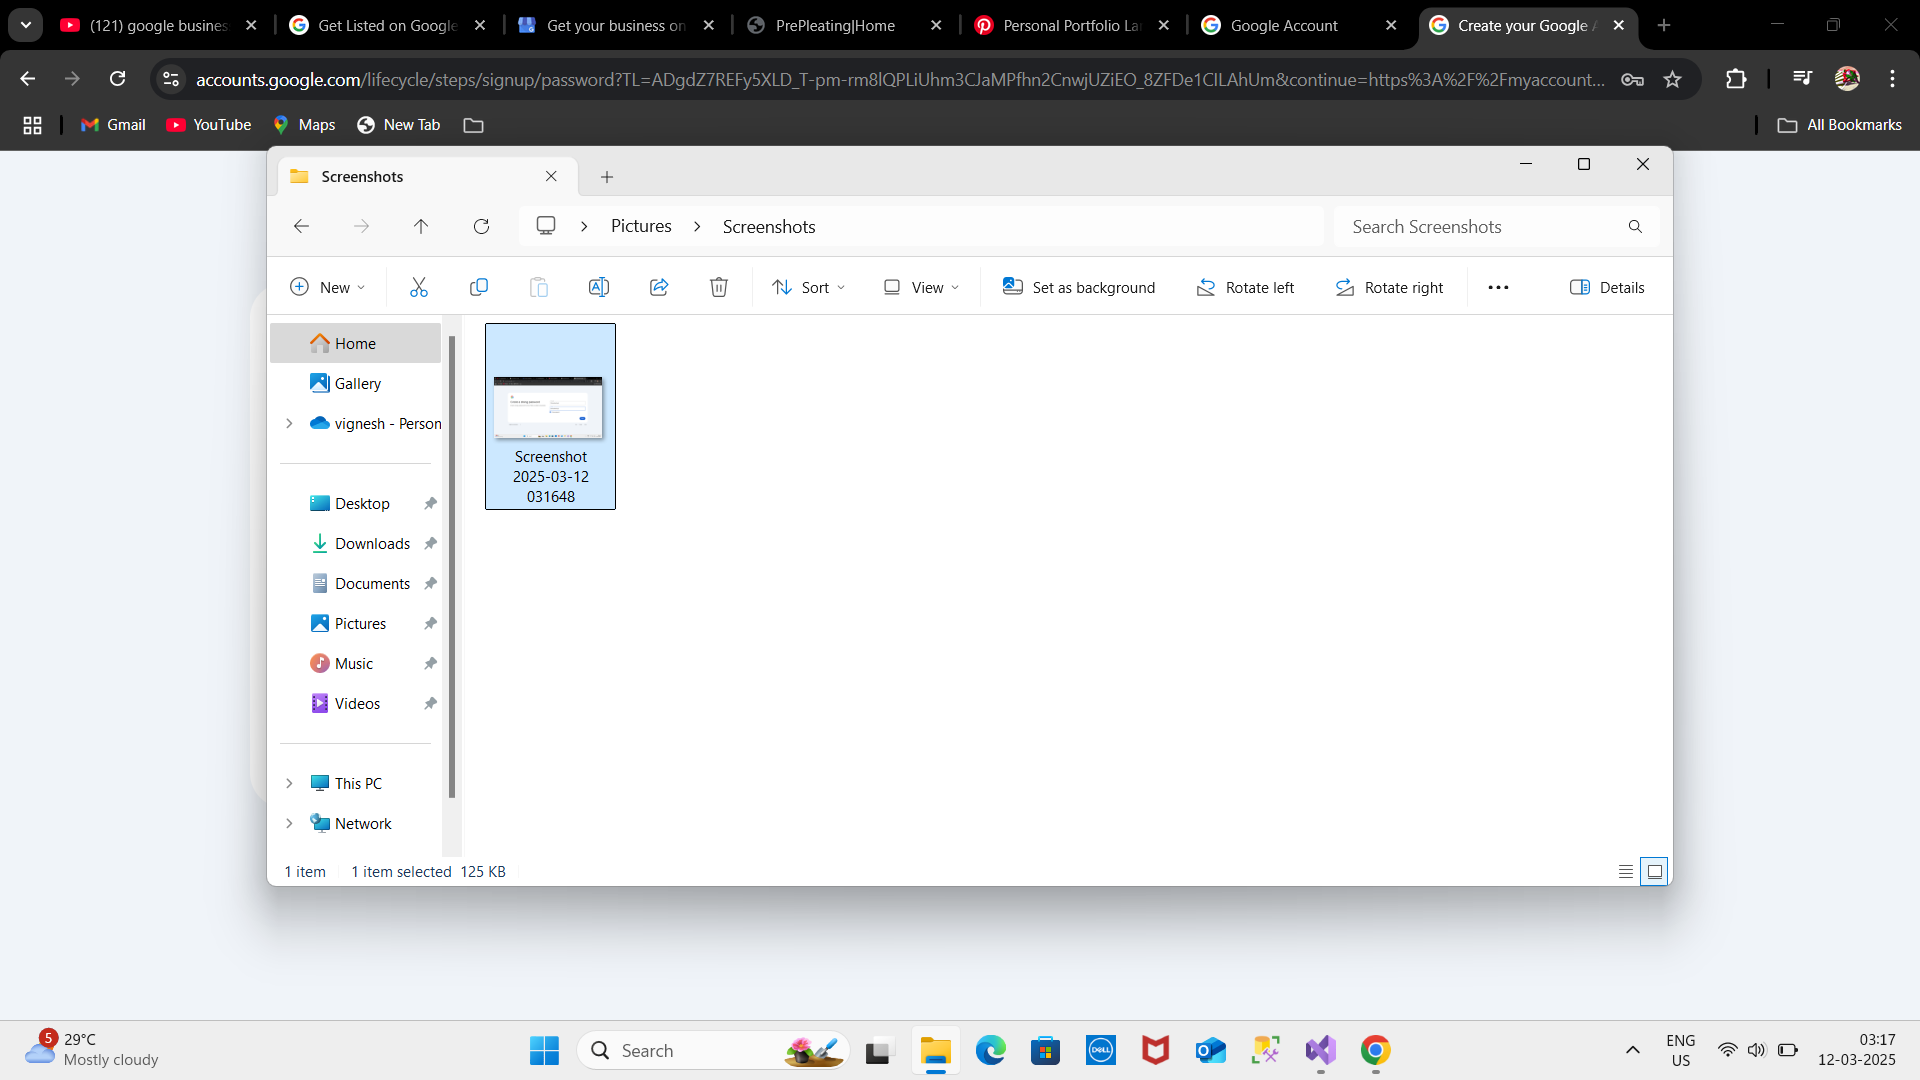 (121) google busines
Get Listed on Google
Get your business on
PrePleating|Home
Personal Portfolio La
Google Account
Create your Google A
accounts.google.com/lifecycle/steps/signup/password?TL=ADgdZ7REFy5XLD_T-pm-rm8lQPLiUhm3CJaMPfhn2CnwjUZiEO_8ZFDe1CILAhUm&continue=https%3A%2F%2Fmyaccount...
Gmail
YouTube
Maps
New Tab
All Bookmarks
Screenshots
Pictures
Screenshots
Search Screenshots
New
Sort
View
Set as background
Rotate left
Rotate right
Details
Home
Gallery
vignesh - Person
Desktop
Downloads
Documents
Pictures
Music
Videos
This PC
Network
Screenshot
2025-03-12
031648
1 item
1 item selected 125 KB
5
29°C
Mostly cloudy
Search
DELL
ENG
US
03:17
12-03-2025